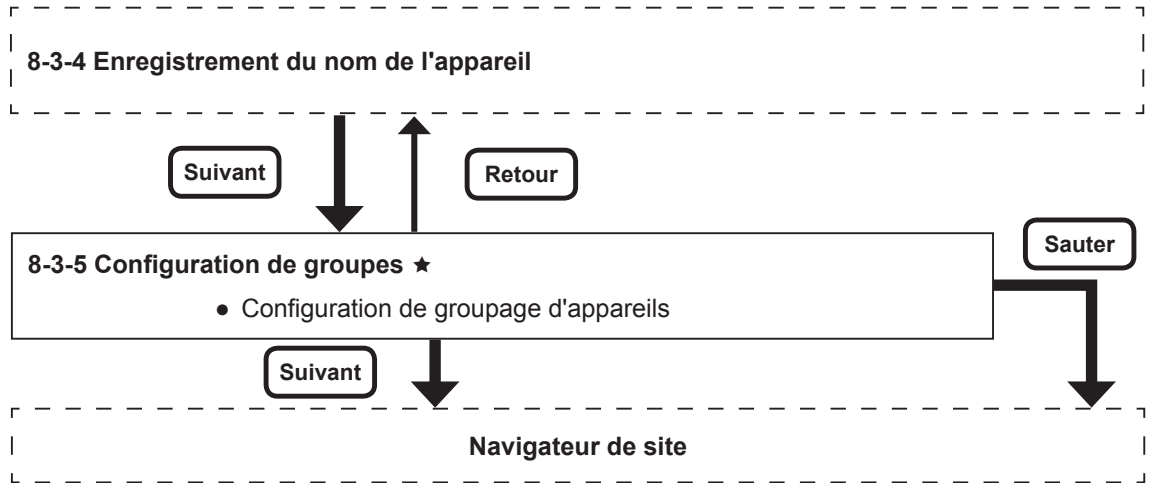 8-3-4 Enregistrement du nom de l'appareil
Suivant
Retour
Sauter
8-3-5 Configuration de groupes ★
● Configuration de groupage d'appareils
Suivant
Navigateur de site